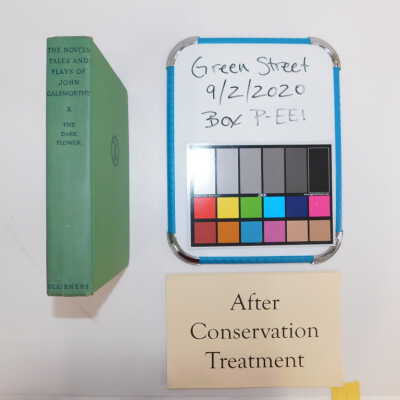 THE NOVELS
TALES AND
PLAYS OF
JOHN
GALSWORTHY
X
THE
DARK
FLOWER
SCRIBNERS
Green Street
9/2/2020
Box P-EE1
After
Conservation
Treatment